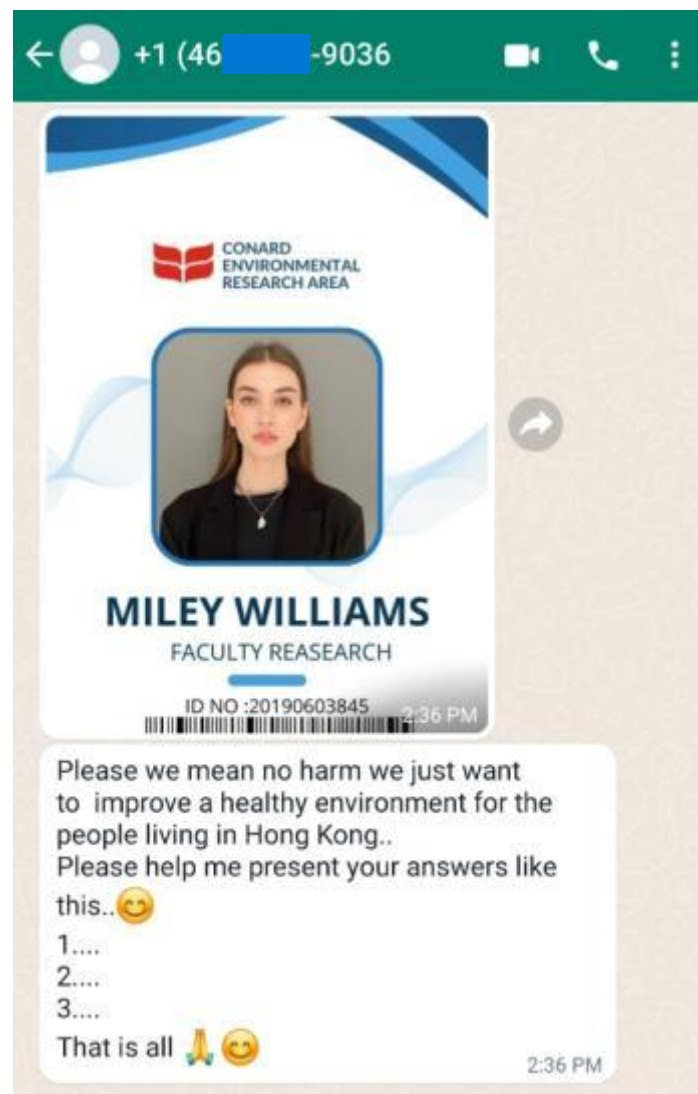 +1 (46 -9036
CONARD
ENVIRONMENTAL
RESEARCH AREA
MILEY WILLIAMS
FACULTY REASEARCH
ID NO :20190603845
2:36 PM
Please we mean no harm we just want
to improve a healthy environment for the
people living in Hong Kong..
Please help me present your answers like
this..😊
1....
2....
3....
That is all 🙏😊
2:36 PM